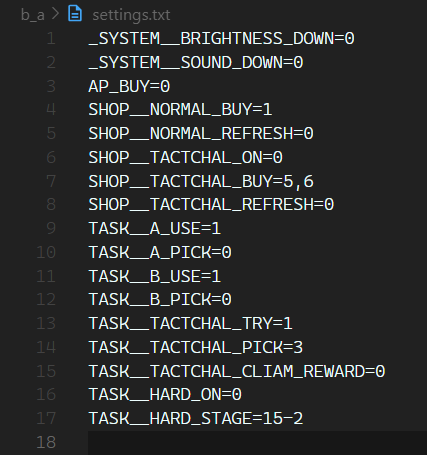 b_a > settings.txt
1 _SYSTEM__BRIGHTNESS_DOWN=0
2 _SYSTEM__SOUND_DOWN=0
3 AP_BUY=0
4 SHOP__NORMAL_BUY=1
5 SHOP__NORMAL_REFRESH=0
6 SHOP__TACTCHAL_ON=0
7 SHOP__TACTCHAL_BUY=5,6
8 SHOP__TACTCHAL_REFRESH=0
9 TASK__A_USE=1
10 TASK__A_PICK=0
11 TASK__B_USE=1
12 TASK__B_PICK=0
13 TASK__TACTCHAL_TRY=1
14 TASK__TACTCHAL_PICK=3
15 TASK__TACTCHAL_CLIAM_REWARD=0
16 TASK__HARD_ON=0
17 TASK__HARD_STAGE=15-2
18